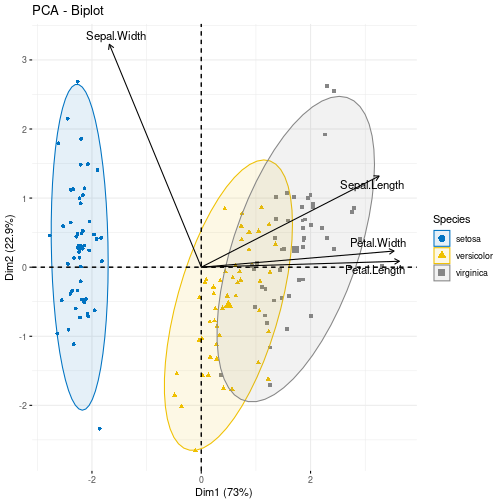 PCA - Biplot
Sepal.Width
Sepal.Length
Petal.Width
Petal.Length
3
2
1
0
-1
-2
-2
0
2
Dim1 (73%)
Dim2 (22.9%)
Species
setosa
versicolor
virginica